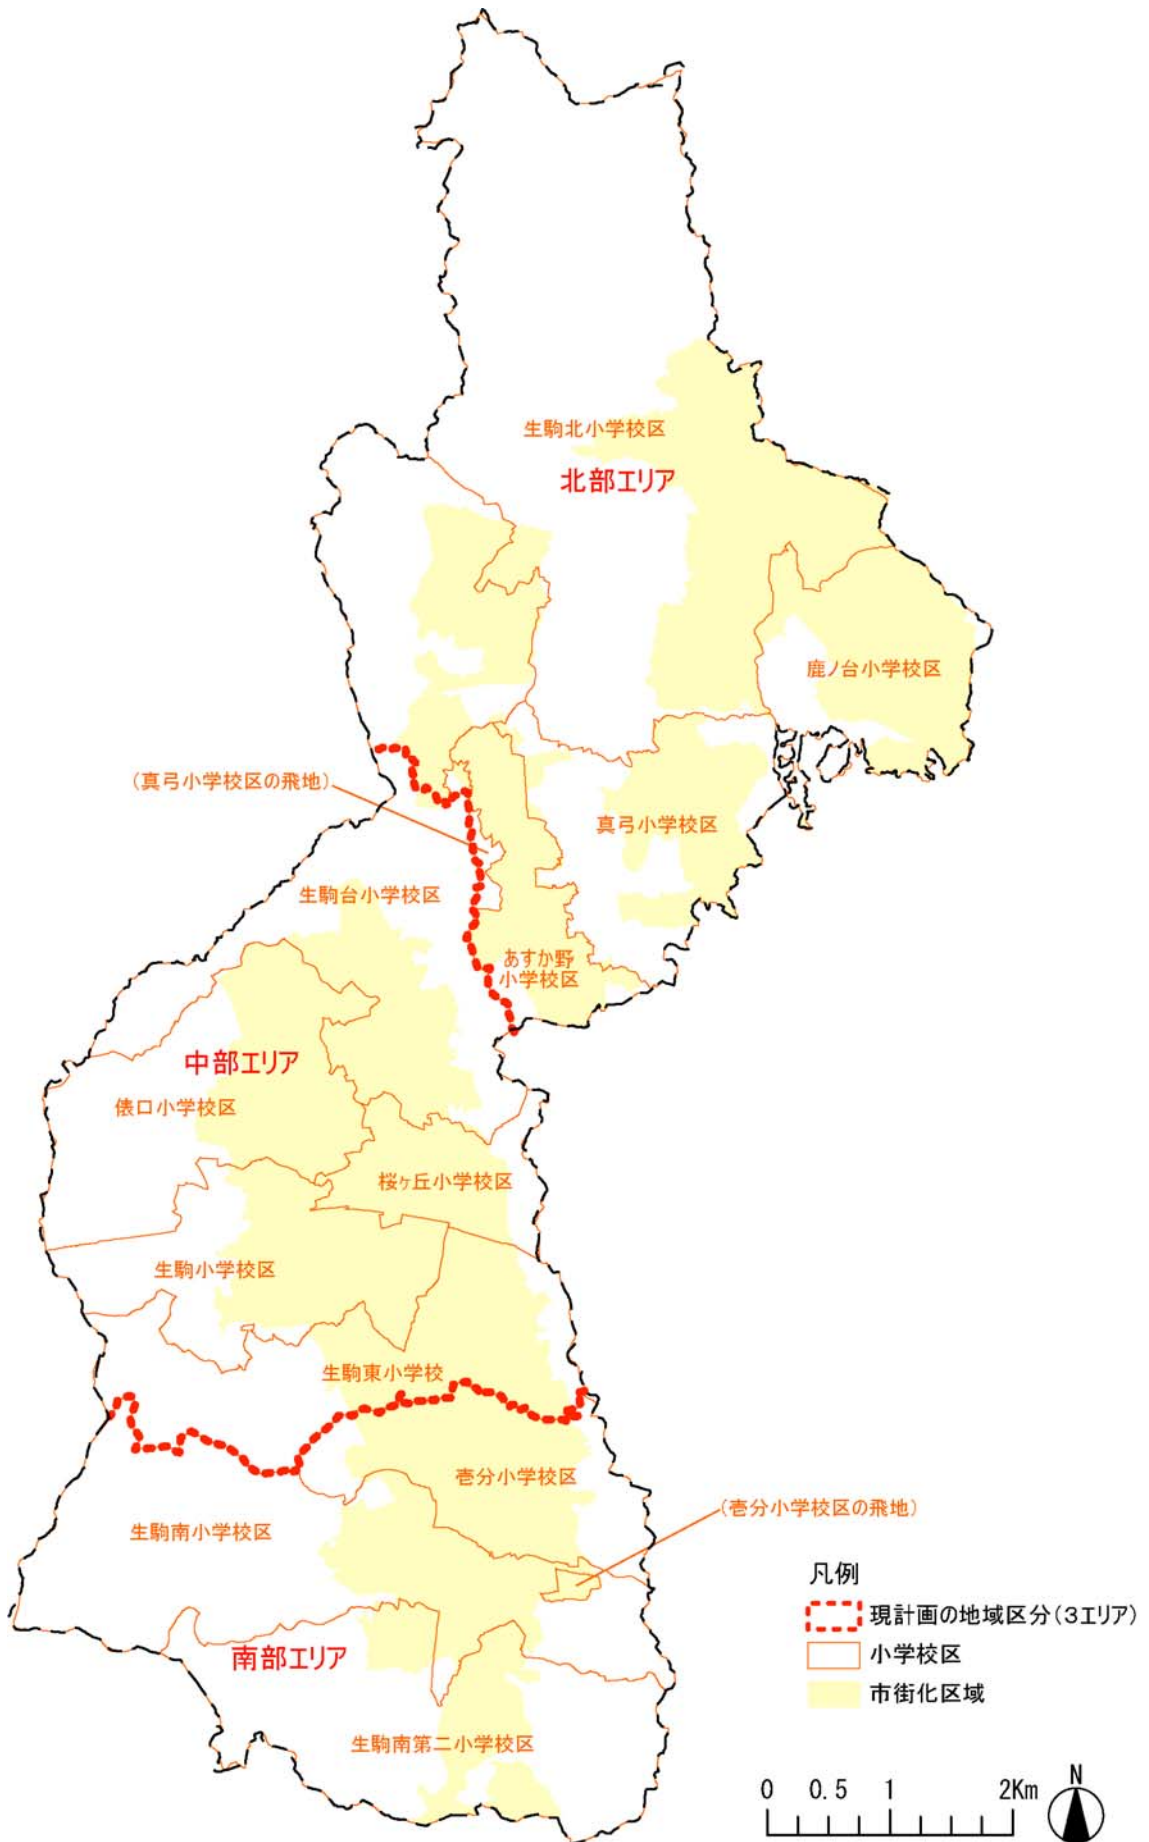 生駒北小学校区
北部エリア
鹿ノ台小学校区
(真弓小学校区の飛地)
真弓小学校区
生駒台小学校区
あすか野
小学校区
中部エリア
俵口小学校区
桜ヶ丘小学校区
生駒小学校区
生駒東小学校
壱分小学校区
(壱分小学校区の飛地)
生駒南小学校区
南部エリア
生駒南第二小学校区
凡例
現計画の地域区分(3エリア)
小学校区
市街化区域
0 0.5 1 2Km
N